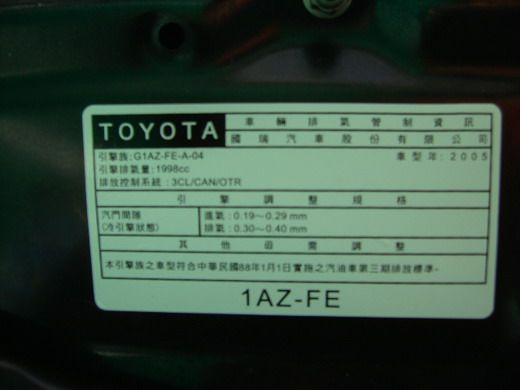 TOYOTA
車輛排氣管制資訊
國瑞汽車股份有限公司
引擎族:G1AZ-FE-A-04
車型年:2005
引擎排氣量:1998cc
排放控制系統:3CL/CAN/OTR
引擎調整規格
汽門間隙
(冷引擎狀態)
進氣:0.19~0.29 mm
排氣:0.30~0.40 mm
其他毋需調整
本引擎族之車型符合中華民國88年1月1日實施之汽油車第三期排放標準。
1AZ-FE